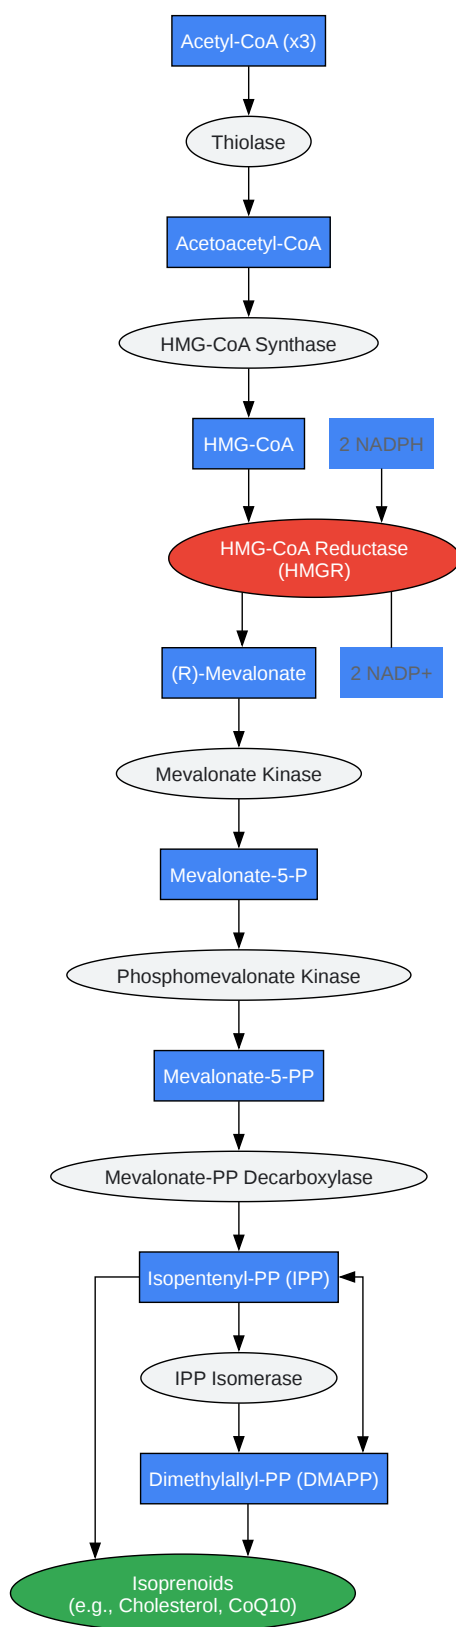 Acetyl-CoA (x3)
Thiolase
Acetoacetyl-CoA
HMG-CoA Synthase
HMG-CoA
2 NADPH
HMG-CoA Reductase
(HMGR)
(R)-Mevalonate
2 NADP+
Mevalonate Kinase
Mevalonate-5-P
Phosphomevalonate Kinase
Mevalonate-5-PP
Mevalonate-PP Decarboxylase
Isopentenyl-PP (IPP)
IPP Isomerase
Dimethylallyl-PP (DMAPP)
Isoprenoids
(e.g., Cholesterol, CoQ10)